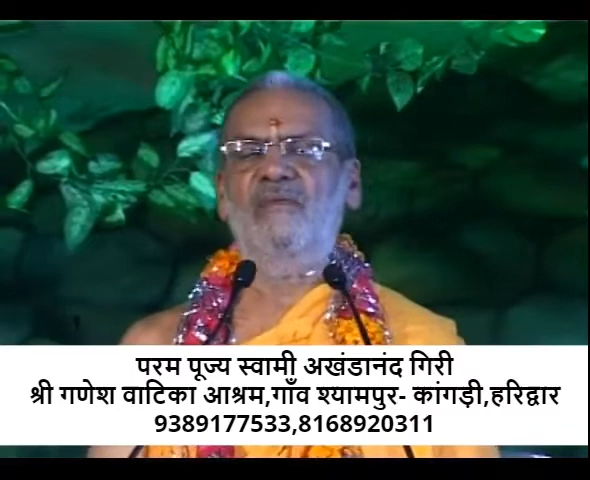 परम पूज्य स्वामी अखंडानंद गिरी
श्री गणेश वाटिका आश्रम,गाँव श्यामपुर- कांगड़ी,हरिद्वार
9389177533,8168920311